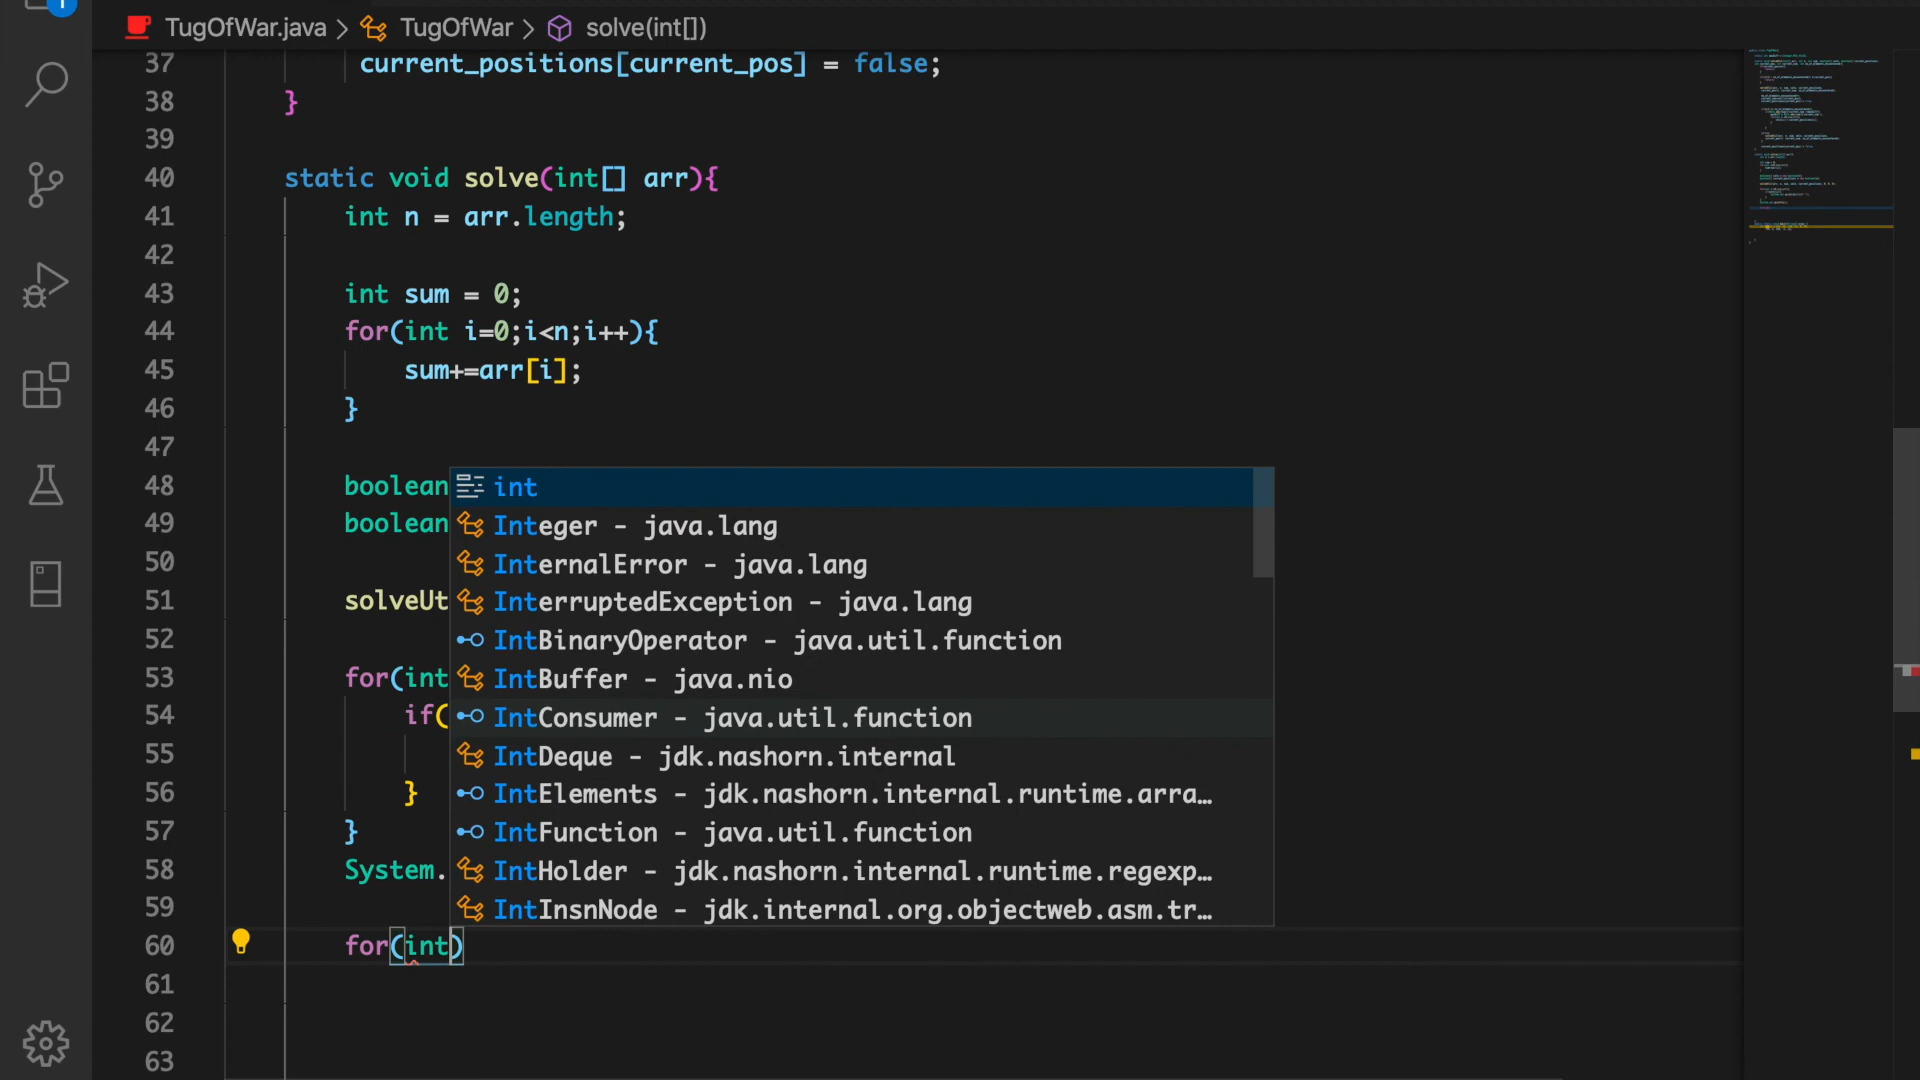 1
TugOfWar.java > TugOfWar > solve(int[])
37 current_positions[current_pos] = false;
38 }
39
40 static void solve(int[] arr){
41 int n = arr.length;
42
43 int sum = 0;
44 for(int i=0;i<n;i++){
45 sum+=arr[i];
46 }
47
48 boolean int
49 boolean Integer - java.lang
50 InternalError - java.lang
51 solveUt InterruptedException - java.lang
52 IntBinaryOperator - java.util.function
53 for(int IntBuffer - java.nio
54 if( IntConsumer - java.util.function
55 IntDeque - jdk.nashorn.internal
56 } IntElements - jdk.nashorn.internal.runtime.arra…
57 } IntFunction - java.util.function
58 System. IntHolder - jdk.nashorn.internal.runtime.regexp…
59 IntInsnNode - jdk.internal.org.objectweb.asm.tr…
60 for(int)
61
62
63